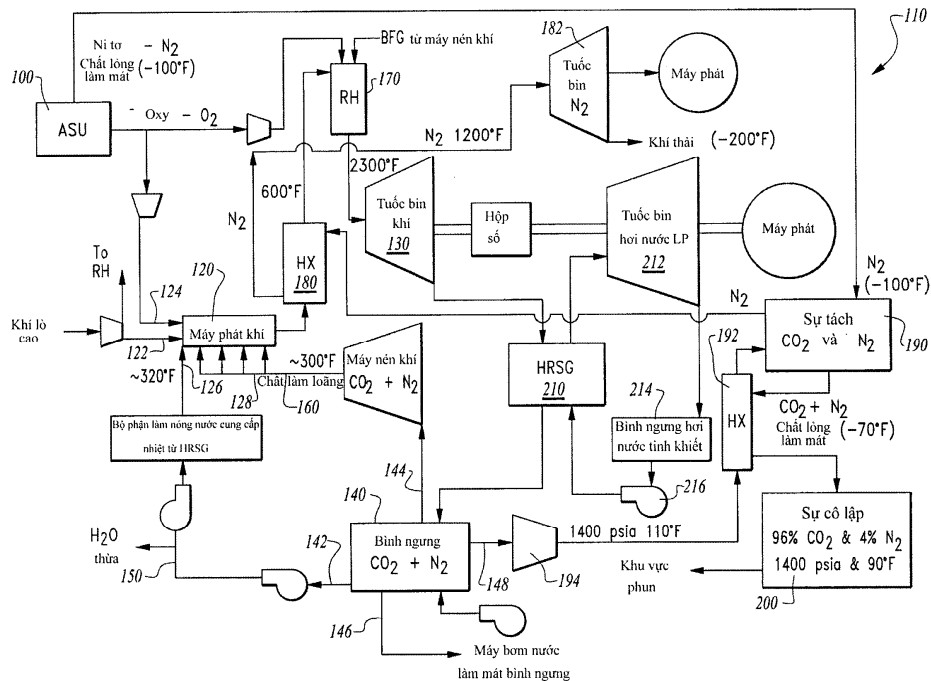 Ni tơ - N2
Chất lỏng
làm mát (-100°F)
100
ASU
Oxy - O2
BFG từ máy nén khí
RH
170
182
Tuốc
bin
N2
Máy phát
110
N2 1200°F
Khí thải (-200°F)
600°F
N2
2300°F
Tuốc bin
khí
130
Hộp
số
Tuốc bin
hơi nước LP
212
Máy phát
HX
180
To
RH
120
124
Khí lò
cao
122
Máy phát khí
~320°F
126
128
Chất làm loãng
160
~300°F
Máy nén khí
CO2 + N2
N2
N2
(-100°F)
Sự tách
CO2 và N2
190
192
HX
CO2 + N2
Chất lỏng
làm mát (-70°F)
HRSG
210
214
Bình ngưng hơi
nước tinh khiết
216
Bộ phận làm nóng nước cung cấp
nhiệt từ HRSG
144
140
Bình ngưng
CO2 + N2
142
H2O
thừa
150
148
194
1400 psia 110°F
146
Máy bơm nước
làm mát bình ngưng
Sự cô lập
96% CO2 & 4% N2
1400 psia & 90°F
200
Khu vực
phun